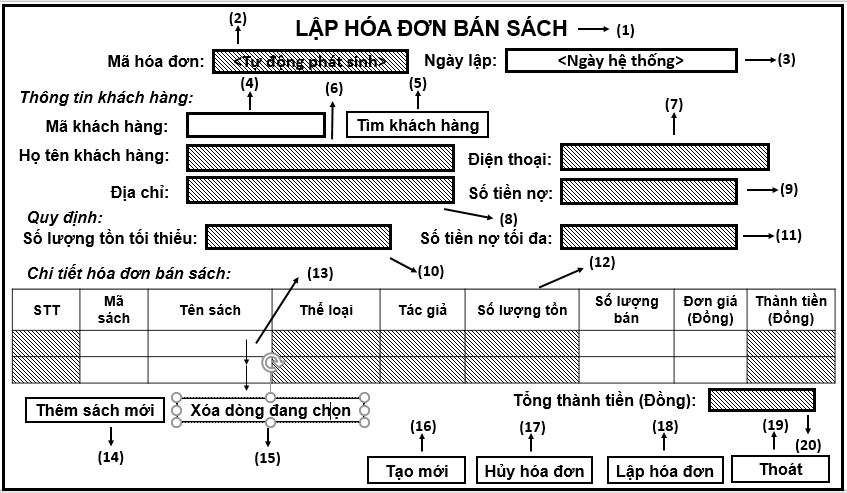 (2)
LẬP HÓA ĐƠN BÁN SÁCH (1)
Mã hóa đơn: <Tự động phát sinh> Ngày lập: <Ngày hệ thống> (3)
Thông tin khách hàng: (4) (6) (5) (7)
Mã khách hàng: Tìm khách hàng
Họ tên khách hàng: Điện thoại:
Địa chỉ: Số tiền nợ: (9)
Quy định: (8)
Số lượng tồn tối thiểu: Số tiền nợ tối đa: (11)
Chi tiết hóa đơn bán sách: (13) (10) (12)
STT Mã sách Tên sách Thể loại Tác giả Số lượng tồn Số lượng bán Đơn giá (Đồng) Thành tiền (Đồng)
Thêm sách mới Xóa dòng đang chọn Tổng thành tiền (Đồng):
(14) (15) (16) (17) (18) (19) (20)
Tạo mới Hủy hóa đơn Lập hóa đơn Thoát